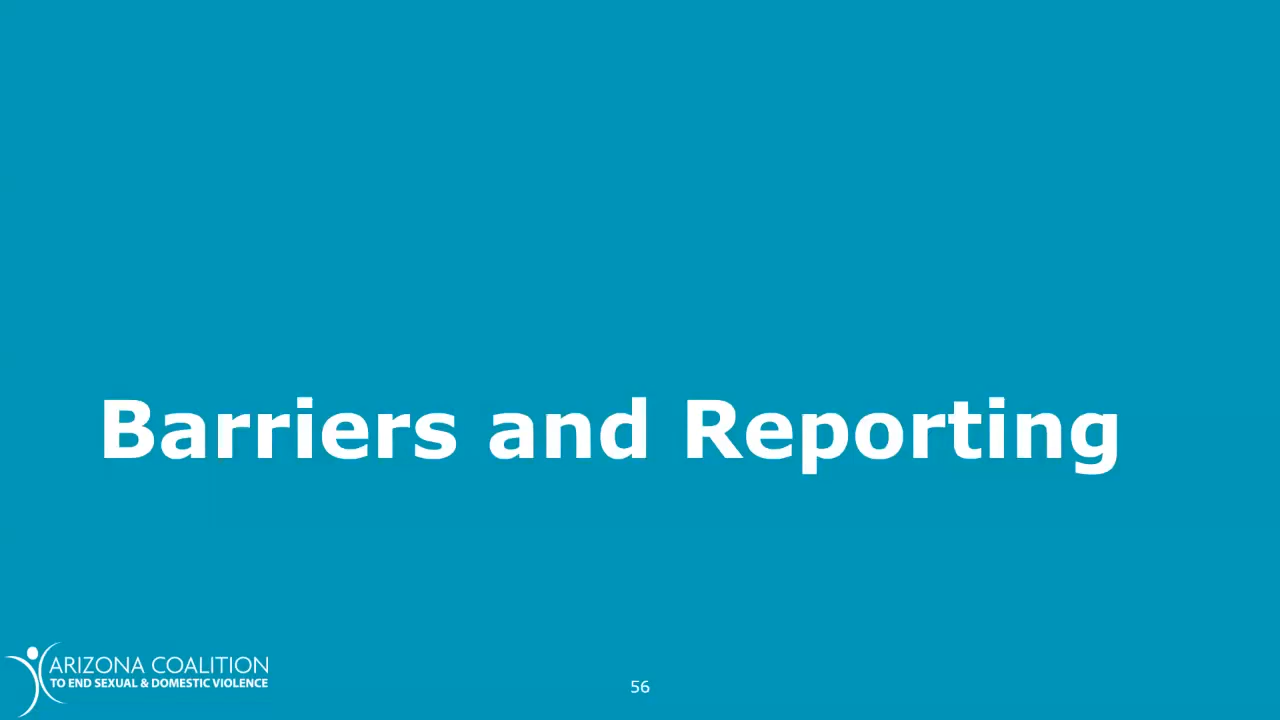 Barriers and Reporting
ARIZONA COALITION
TO END SEXUAL & DOMESTIC VIOLENCE
56